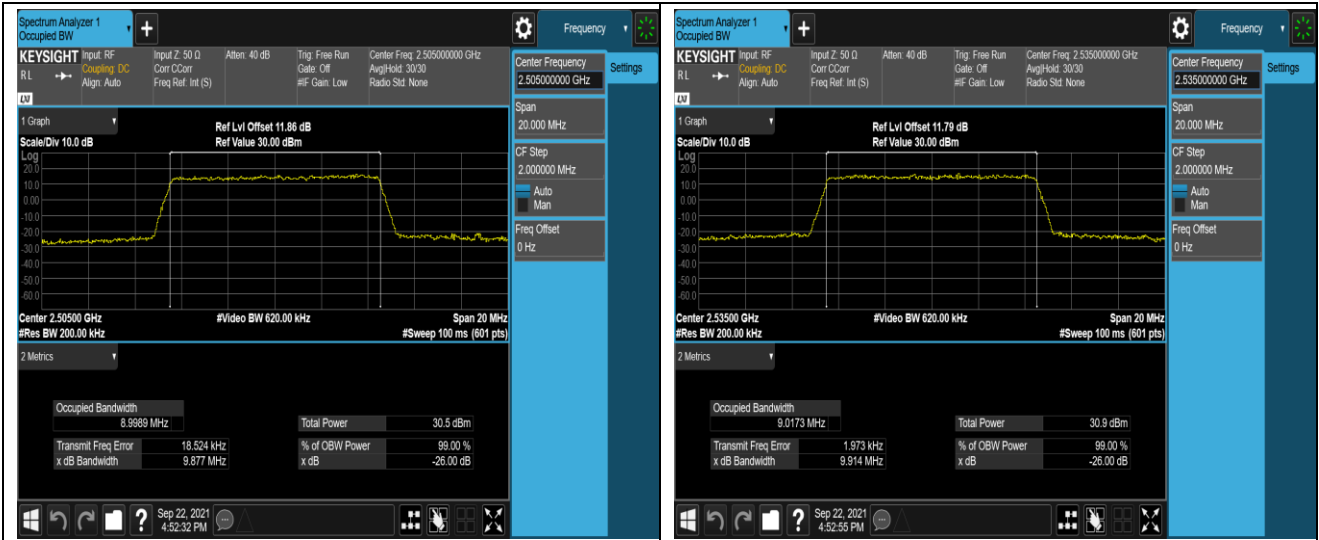 Spectrum Analyzer 1
Occupied BW
Frequency
KEYSIGHT
Input: RF
Coupling: DC
Align: Auto
Input Z: 50 Ω
Corr CCorr
Freq Ref: Int (S)
Atten: 40 dB
Trig: Free Run
Gate: Off
#IF Gain: Low
Center Freq: 2.505000000 GHz
Avg|Hold: 30/30
Radio Std: None
RL
LXI
Center Frequency
2.505000000 GHz
Settings
Span
20.000 MHz
CF Step
2.000000 MHz
Auto
Man
Freq Offset
0 Hz
1 Graph
Scale/Div 10.0 dB
Ref Lvl Offset 11.86 dB
Ref Value 30.00 dBm
Log
20.0
10.0
0.00
-10.0
-20.0
-30.0
-40.0
-50.0
-60.0
Center 2.50500 GHz
#Video BW 620.00 kHz
Span 20 MHz
#Res BW 200.00 kHz
#Sweep 100 ms (601 pts)
2 Metrics
Occupied Bandwidth
8.9989 MHz
Total Power 30.5 dBm
Transmit Freq Error 18.524 kHz
% of OBW Power 99.00 %
x dB Bandwidth 9.877 MHz
x dB -26.00 dB
?
Sep 22, 2021
4:52:32 PM
Spectrum Analyzer 1
Occupied BW
Frequency
KEYSIGHT
Input: RF
Coupling: DC
Align: Auto
Input Z: 50 Ω
Corr CCorr
Freq Ref: Int (S)
Atten: 40 dB
Trig: Free Run
Gate: Off
#IF Gain: Low
Center Freq: 2.535000000 GHz
Avg|Hold: 30/30
Radio Std: None
RL
LXI
Center Frequency
2.535000000 GHz
Settings
Span
20.000 MHz
CF Step
2.000000 MHz
Auto
Man
Freq Offset
0 Hz
1 Graph
Scale/Div 10.0 dB
Ref Lvl Offset 11.79 dB
Ref Value 30.00 dBm
Log
20.0
10.0
0.00
-10.0
-20.0
-30.0
-40.0
-50.0
-60.0
Center 2.53500 GHz
#Video BW 620.00 kHz
Span 20 MHz
#Res BW 200.00 kHz
#Sweep 100 ms (601 pts)
2 Metrics
Occupied Bandwidth
9.0173 MHz
Total Power 30.9 dBm
Transmit Freq Error 1.973 kHz
% of OBW Power 99.00 %
x dB Bandwidth 9.914 MHz
x dB -26.00 dB
?
Sep 22, 2021
4:52:55 PM